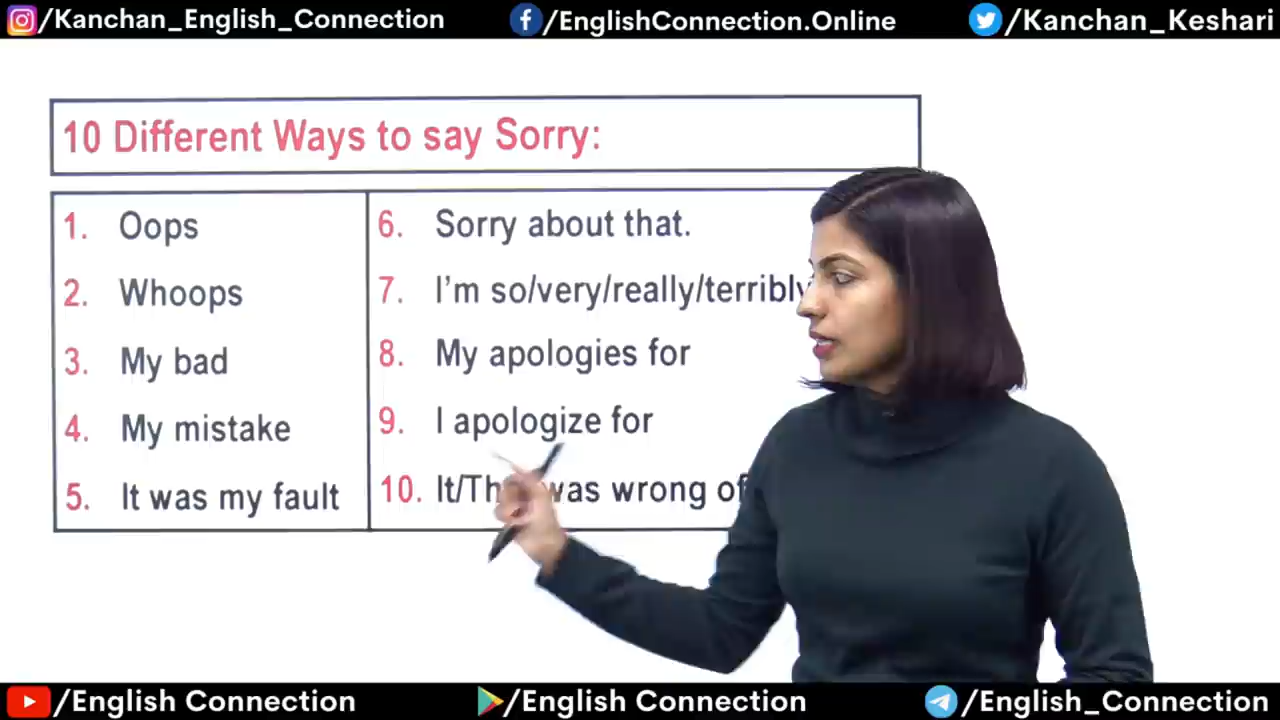 /Kanchan_English_Connection
/EnglishConnection.Online
/Kanchan_Keshari
10 Different Ways to say Sorry:
1. Oops
2. Whoops
3. My bad
4. My mistake
5. It was my fault
6. Sorry about that.
7. I'm so/very/really/terribly
8. My apologies for
9. I apologize for
10. It/ was wrong of
/English Connection
/English Connection
/English_Connection